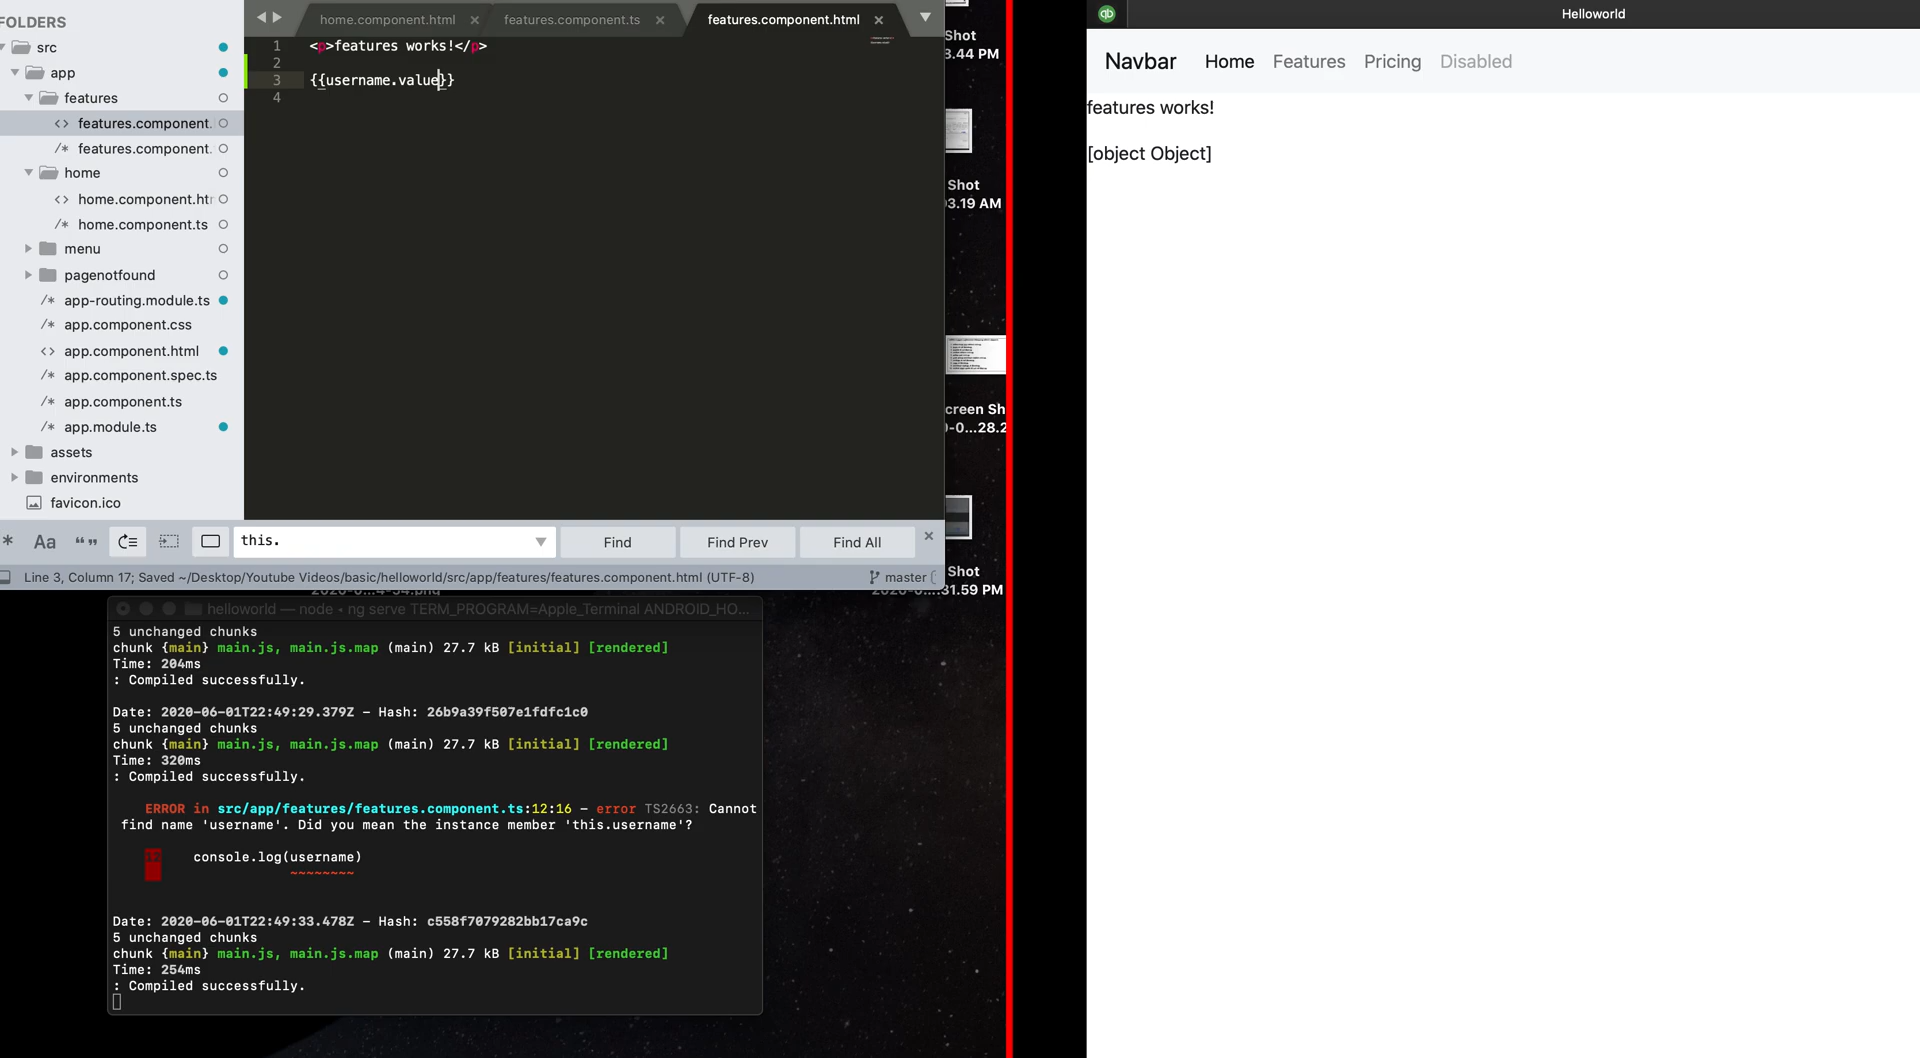 FOLDERS
src
app
features
features.component.
features.component.
home
home.component.ht
home.component.ts
menu
pagenotfound
app-routing.module.ts
app.component.css
app.component.html
app.component.spec.ts
app.component.ts
app.module.ts
assets
environments
favicon.ico
home.component.html
features.component.ts
features.component.html
1 <p>features works!</p>
2
3 {{username.value}}
4
this.
Find
Find Prev
Find All
Line 3, Column 17; Saved ~/Desktop/Youtube Videos/basic/helloworld/src/app/features/features.component.html (UTF-8)
master
Shot
3.44 PM
Shot
03.19 AM
creen Sh
0-0...28.2
Shot
31.59 PM
helloworld — node • ng serve TERM_PROGRAM=Apple_Terminal ANDROID_HO...
5 unchanged chunks
chunk {main} main.js, main.js.map (main) 27.7 kB [initial] [rendered]
Time: 204ms
: Compiled successfully.
Date: 2020-06-01T22:49:29.379Z - Hash: 26b9a39f507e1fdfc1c0
5 unchanged chunks
chunk {main} main.js, main.js.map (main) 27.7 kB [initial] [rendered]
Time: 320ms
: Compiled successfully.
ERROR in src/app/features/features.component.ts:12:16 - error TS2663: Cannot
find name 'username'. Did you mean the instance member 'this.username'?
console.log(username)
~~~~~~~~
Date: 2020-06-01T22:49:33.478Z - Hash: c558f7079282bb17ca9c
5 unchanged chunks
chunk {main} main.js, main.js.map (main) 27.7 kB [initial] [rendered]
Time: 254ms
: Compiled successfully.
qb
Helloworld
Navbar Home Features Pricing Disabled
features works!
[object Object]